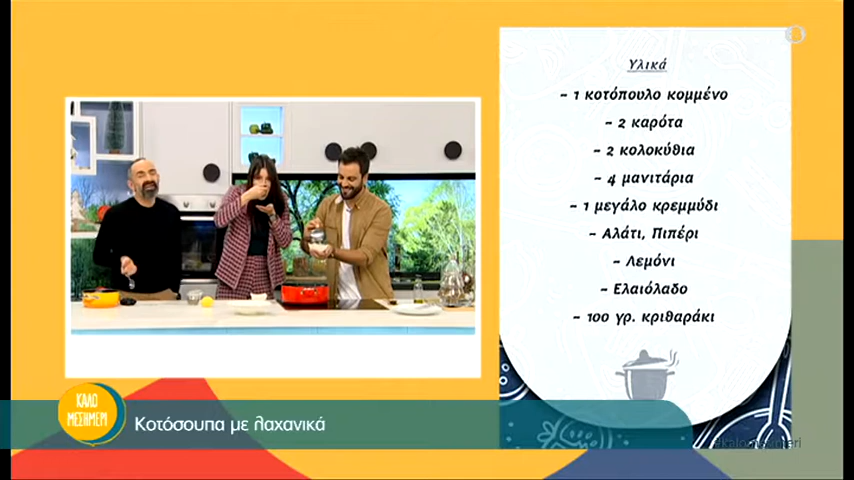 Υλικά
~ 1 κοτόπουλο κομμένο
~ 2 καρότα
~ 2 κολοκύθια
~ 4 μανιτάρια
~ 1 μεγάλο κρεμμύδι
~ Αλάτι, Πιπέρι
~ Λεμόνι
~ Ελαιόλαδο
~ 100 γρ. κριθαράκι
ΚΑΛΟ
ΜΕΣΗΜΕΡΙ
Κοτόσουπα με λαχανικά